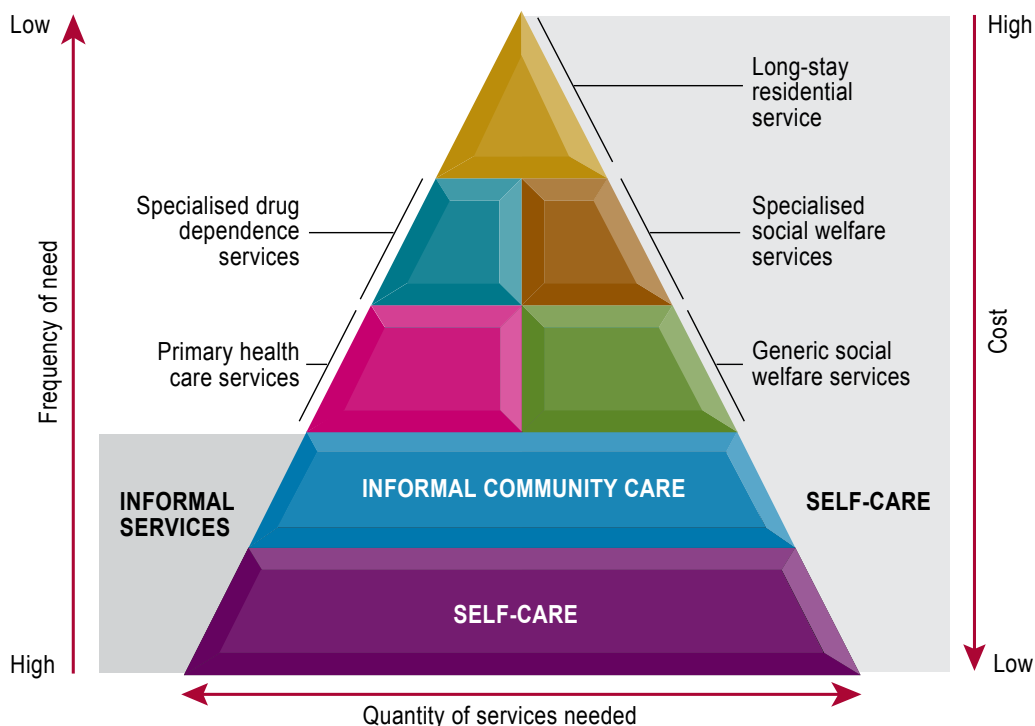 Low
High
Long-stay
residential
service
Specialised drug
dependence
services
Specialised
social welfare
services
Frequency of need
Cost
Primary health
care services
Generic social
welfare services
INFORMAL
SERVICES
INFORMAL COMMUNITY CARE
SELF-CARE
SELF-CARE
High
Low
Quantity of services needed